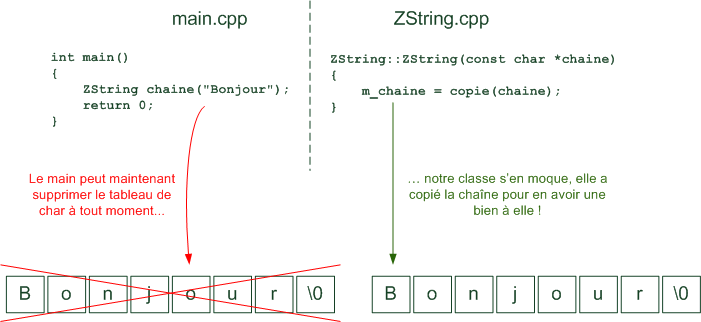 main.cpp
int main()
{
ZString chaine("Bonjour");
return 0;
}
Le main peut maintenant
supprimer le tableau de
char à tout moment...
B o n j o u r \0
ZString.cpp
ZString::ZString(const char *chaine)
{
m_chaine = copie(chaine);
}
… notre classe s'en moque, elle a
copié la chaîne pour en avoir une
bien à elle !
B o n j o u r \0